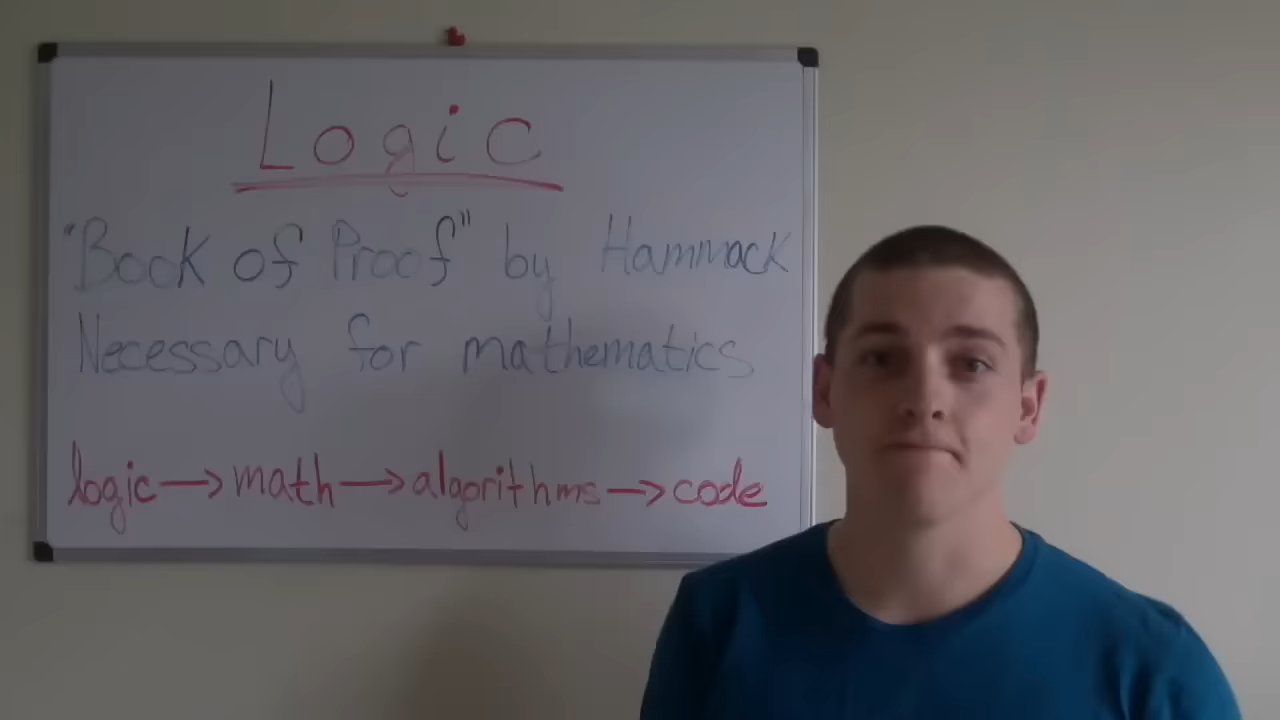 Logic
"Book of Proof" by Hammack
Necessary for mathematics
logic → math → algorithms → code